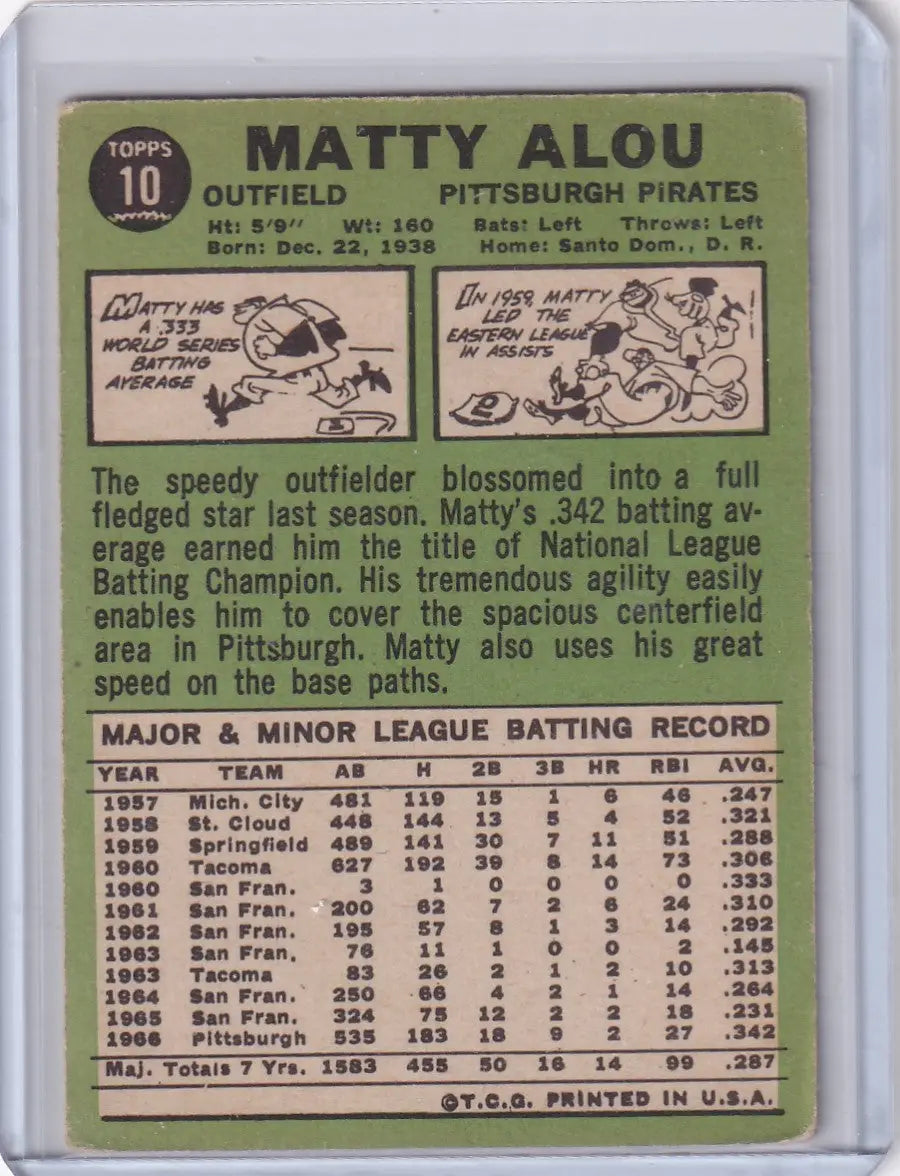 TOPPS
10
MATTY ALOU
OUTFIELD PITTSBURGH PIRATES
Ht: 5'9" Wt: 160 Bats: Left Throws: Left
Born: Dec. 22, 1938 Home: Santo Dom., D. R.
MATTY HAS
A .333
WORLD SERIES
BATTING
AVERAGE
IN 1959, MATTY
LED THE
EASTERN LEAGUE
IN ASSISTS
P
The speedy outfielder blossomed into a full
fledged star last season. Matty's .342 batting av-
erage earned him the title of National League
Batting Champion. His tremendous agility easily
enables him to cover the spacious centerfield
area in Pittsburgh. Matty also uses his great
speed on the base paths.
MAJOR & MINOR LEAGUE BATTING RECORD
YEAR TEAM AB H 2B 3B HR RBI AVG.
1957 Mich. City 481 119 15 1 6 46 .247
1958 St. Cloud 448 144 13 5 4 52 .321
1959 Springfield 489 141 30 7 11 51 .288
1960 Tacoma 627 192 39 8 14 73 .306
1960 San Fran. 3 1 0 0 0 0 .333
1961 San Fran. 200 62 7 2 6 24 .310
1962 San Fran. 195 57 8 1 3 14 .292
1963 San Fran. 76 11 1 0 0 2 .145
1963 Tacoma 83 26 2 1 2 10 .313
1964 San Fran. 250 66 4 2 1 14 .264
1965 San Fran. 324 75 12 2 2 18 .231
1966 Pittsburgh 535 183 18 9 2 27 .342
Maj. Totals 7 Yrs. 1583 455 50 16 14 99 .287
©T.C.G. PRINTED IN U.S.A.